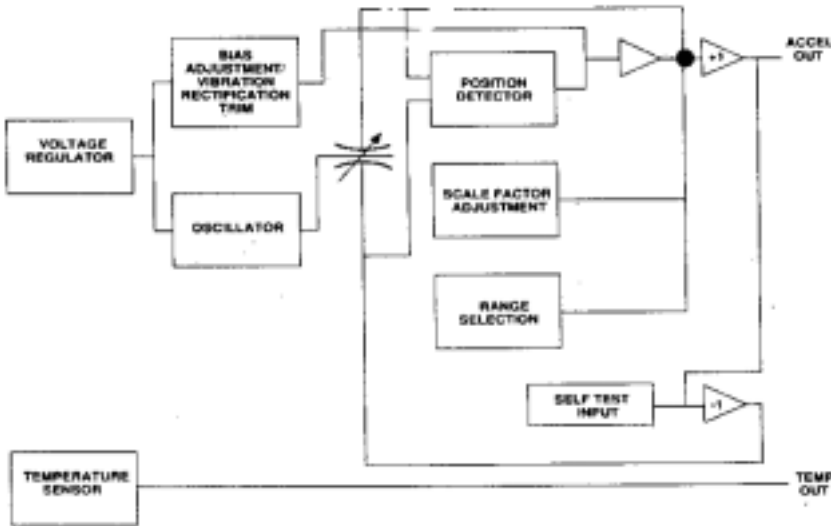 BIAS
ADJUSTMENT/
VIBRATION
RECTIFICATION
TRIM
POSITION
DETECTOR
+1
ACCEL
OUT
VOLTAGE
REGULATOR
SCALE FACTOR
ADJUSTMENT
OSCILLATOR
RANGE
SELECTION
SELF TEST
INPUT
-1
TEMPERATURE
SENSOR
TEMP
OUT